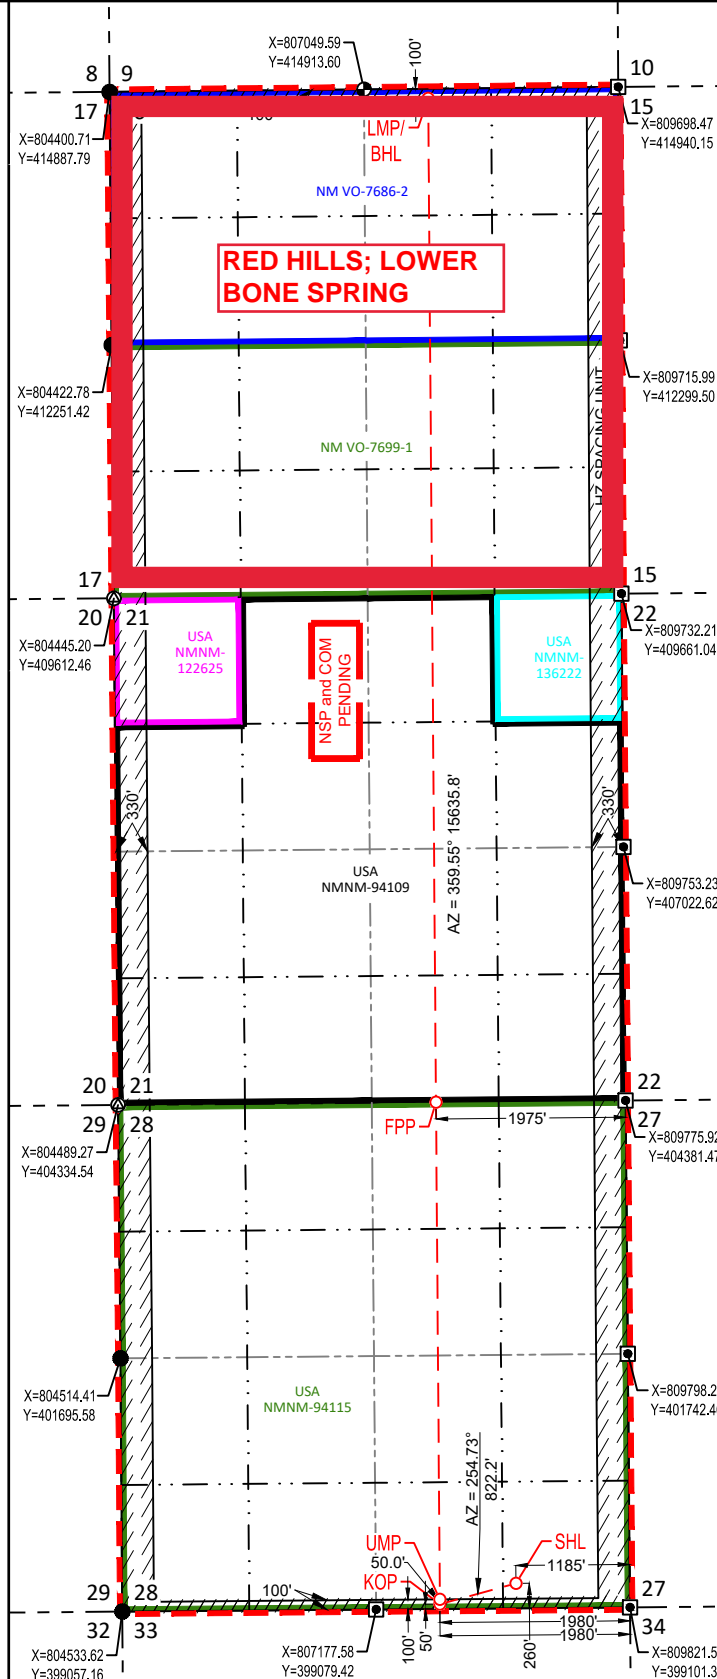 X=807049.59
Y=414913.60
100'
8
9
10
17
15
X=804400.71
Y=414887.79
X=809698.47
Y=414940.15
LMP/
BHL
NM VO-7686-2
RED HILLS; LOWER
BONE SPRING
X=804422.78
Y=412251.42
X=809715.99
Y=412299.50
HZ SPACING UNIT
NM VO-7699-1
17
15
20
21
22
X=804445.20
Y=409612.46
X=809732.21
Y=409661.04
USA
NMNM-
122625
NSP and COM
PENDING
USA
NMNM-
136222
330'
330'
AZ = 359.55° 15635.8'
USA
NMNM-94109
X=809753.23
Y=407022.62
20
21
22
29
28
27
FPP
1975'
X=804489.27
Y=404334.54
X=809775.92
Y=404381.47
X=804514.41
Y=401695.58
X=809798.2
Y=401742.4
USA
NMNM-94115
AZ = 254.73°
822.2'
UMP
50.0'
KOP
SHL
1185'
29
28
100'
27
32
33
34
100'
50'
1980'
1980'
260'
X=804533.62
Y=399057.16
X=807177.58
Y=399079.42
X=809821.5
Y=399101.3